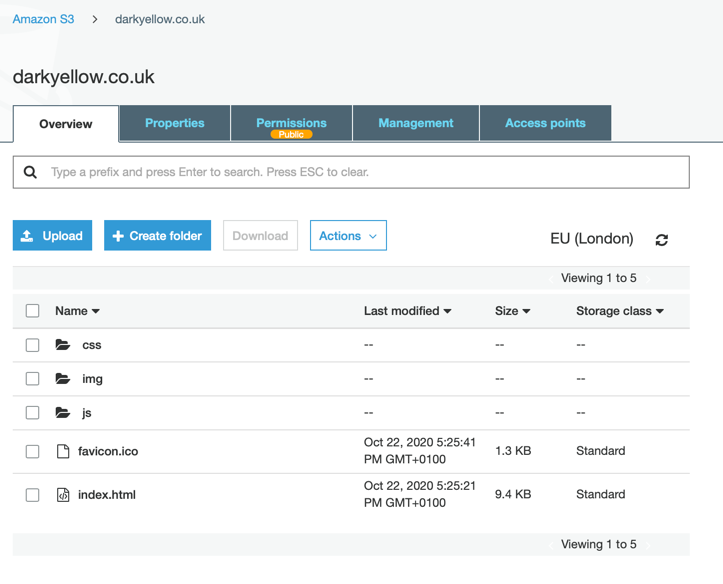 Amazon S3 > darkyellow.co.uk
darkyellow.co.uk
Overview Properties Permissions Management Access points
Public
Type a prefix and press Enter to search. Press ESC to clear.
Upload + Create folder Download Actions EU (London)
Viewing 1 to 5
Name Last modified Size Storage class
css -- -- --
img -- -- --
js -- -- --
favicon.ico Oct 22, 2020 5:25:41 PM GMT+0100 1.3 KB Standard
index.html Oct 22, 2020 5:25:21 PM GMT+0100 9.4 KB Standard
Viewing 1 to 5